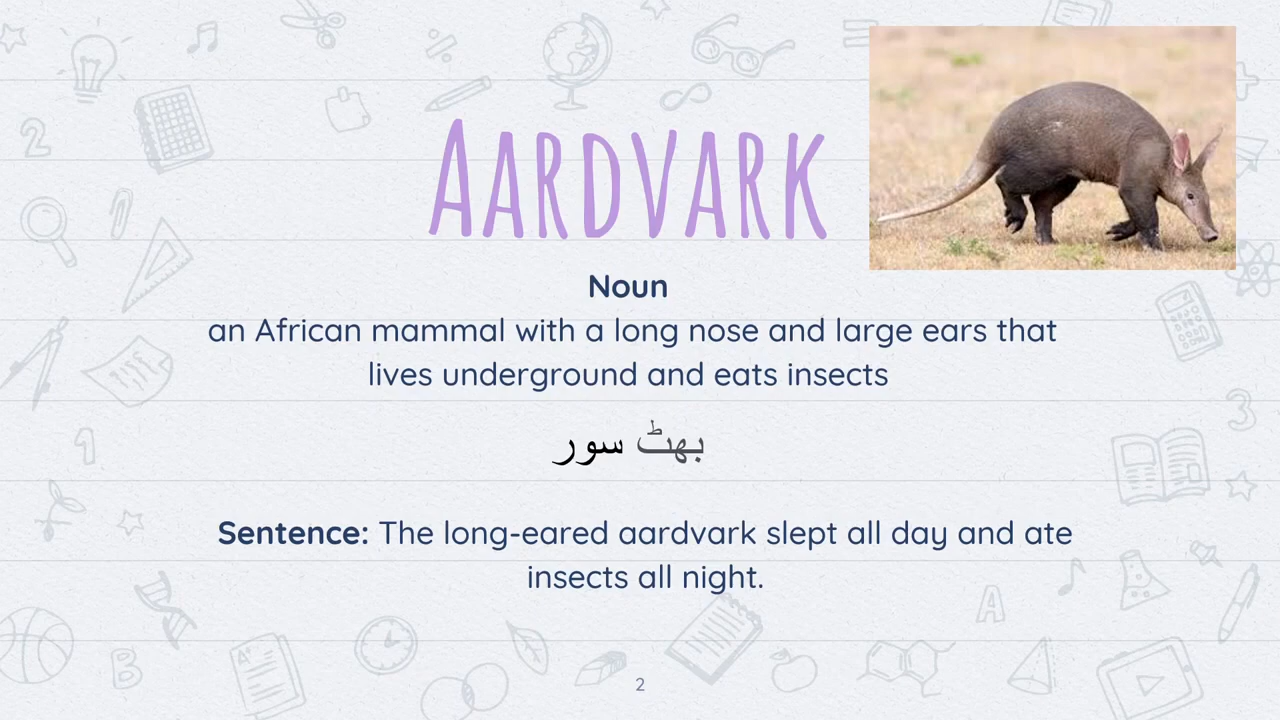 AARDVARK
Noun
an African mammal with a long nose and large ears that
lives underground and eats insects
بھٹ سور
Sentence: The long-eared aardvark slept all day and ate
insects all night.
2